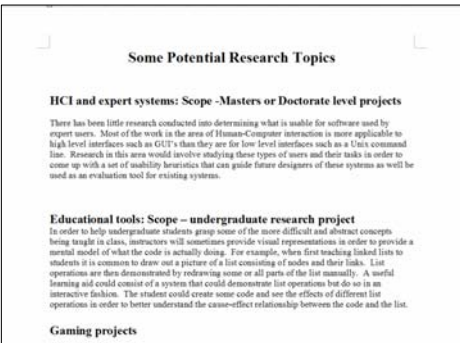 Some Potential Research Topics
HCI and expert systems: Scope -Masters or Doctorate level projects
There has been little research conducted into determining what is usable for software used by
expert users. Most of the work in the area of Human-Computer interaction is more applicable to
high level interfaces such as GUI's than they are for low level interfaces such as a Unix command
line. Research in this area would involve studying these types of users and their tasks in order to
come up with a set of usability heuristics that can guide future designers of these systems as well be
used as an evaluation tool for existing systems.
Educational tools: Scope – undergraduate research project
In order to help undergraduate students grasp some of the more difficult and abstract concepts
being taught in class, instructors will sometimes provide visual representations in order to provide a
mental model of what the code is actually doing. For example, when first teaching linked lists to
students it is common to draw out a picture of a list consisting of nodes and their links. List
operations are then demonstrated by redrawing some or all parts of the list manually. A useful
learning aid could consist of a system that could demonstrate list operations but do so in an
interactive fashion. The student could create some code and see the effects of different list
operations in order to better understand the cause-effect relationship between the code and the list.
Gaming projects